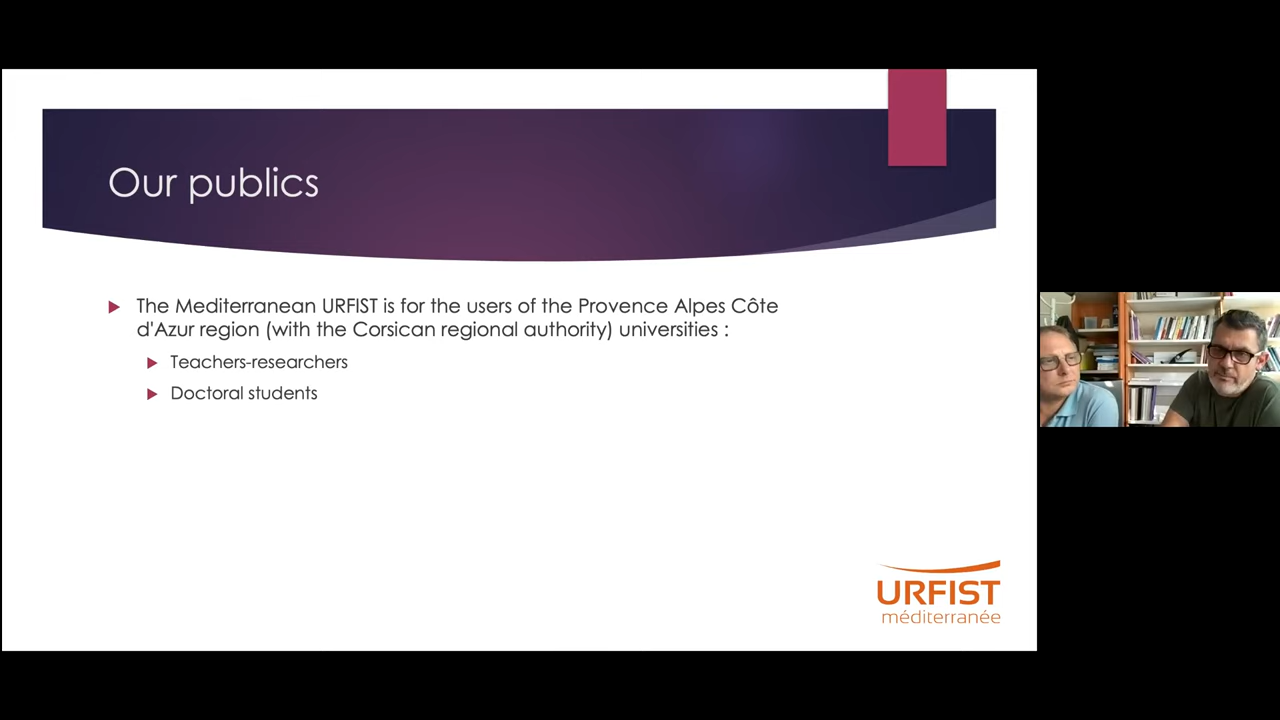 Our publics
The Mediterranean URFIST is for the users of the Provence Alpes Côte
d'Azur region (with the Corsican regional authority) universities :
Teachers-researchers
Doctoral students
URFIST
méditerranée